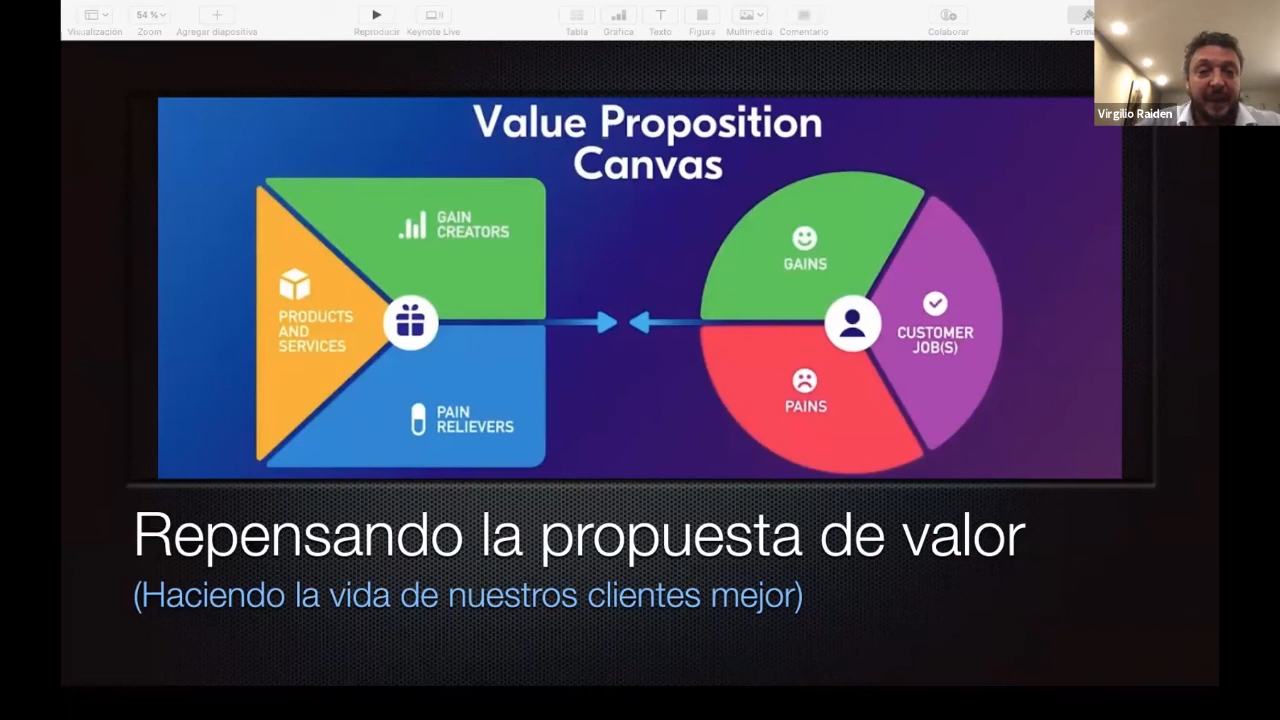 54 %
Visualización
Zoom
Agregar diapositiva
Reproducir
Keynote Live
Tabla
Gráfica
Texto
Figura
Multimedia
Comentario
Colaborar
Virgilio Raiden
Value Proposition
Canvas
GAIN
CREATORS
PRODUCTS
AND
SERVICES
PAIN
RELIEVERS
GAINS
CUSTOMER
JOB(S)
PAINS
Repensando la propuesta de valor
(Haciendo la vida de nuestros clientes mejor)